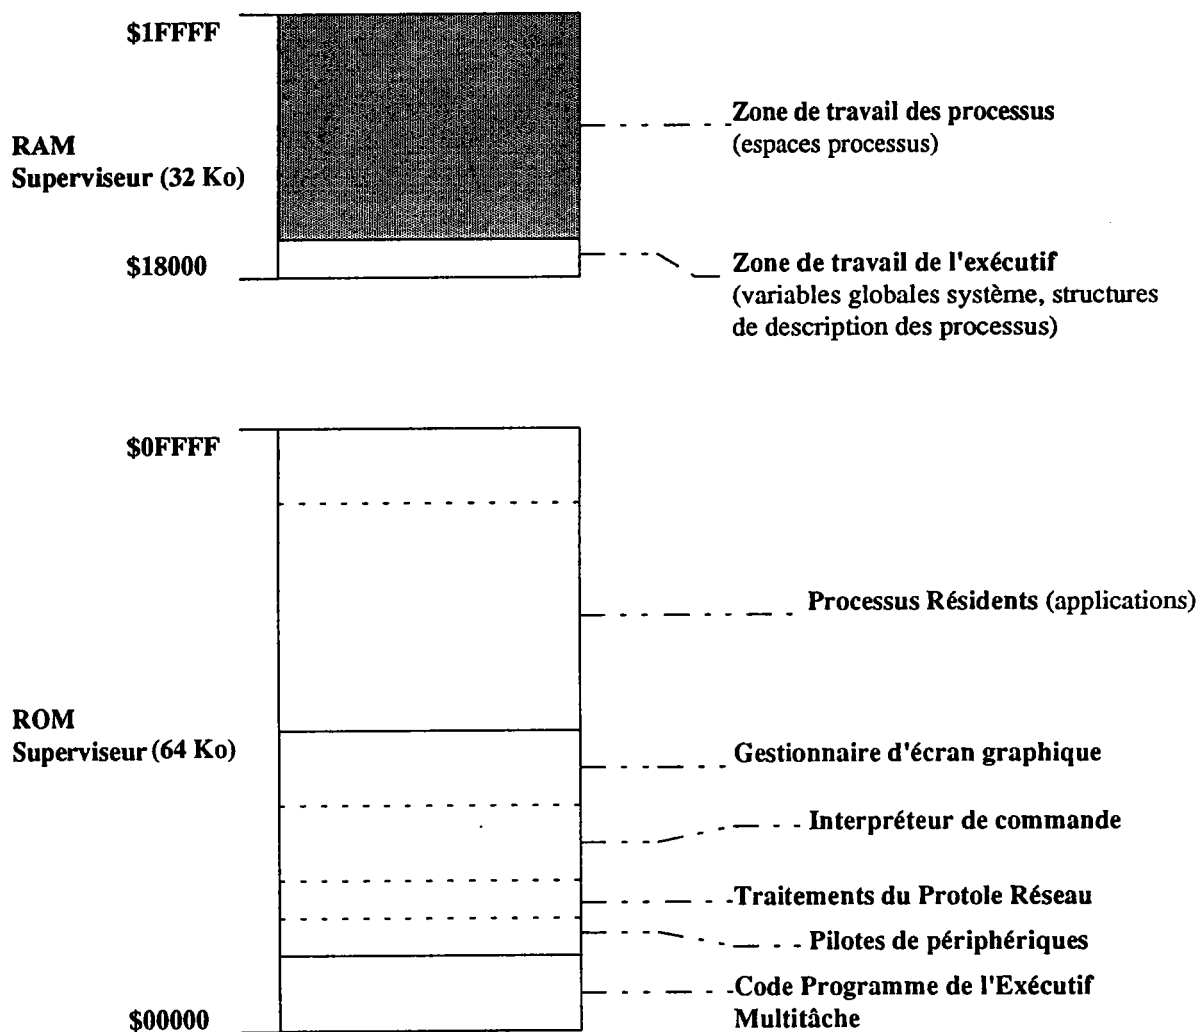 $1FFFF
RAM
Superviseur (32 Ko)
$18000
Zone de travail des processus
(espaces processus)
Zone de travail de l'exécutif
(variables globales système, structures
de description des processus)
$0FFFF
ROM
Superviseur (64 Ko)
$00000
Processus Résidents (applications)
Gestionnaire d'écran graphique
Interpréteur de commande
Traitements du Protole Réseau
Pilotes de périphériques
Code Programme de l'Exécutif
Multitâche